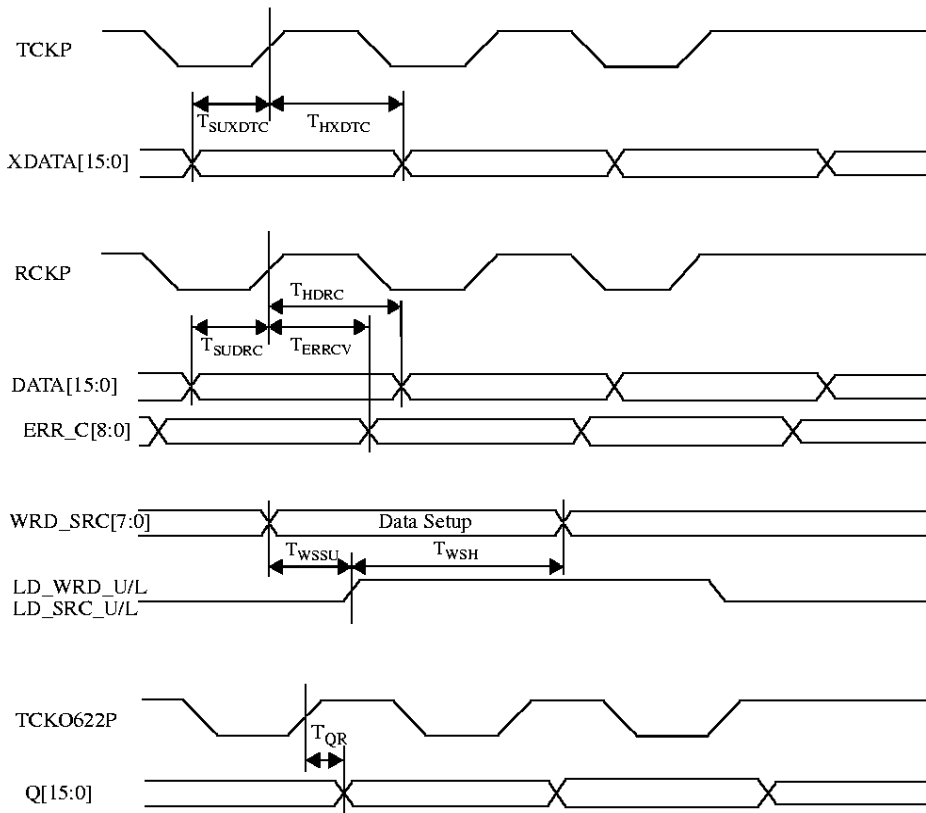 TCKP
TSUXDTC THXDTC
XDATA[15:0]
RCKP
THDRC
TSUDRC TERRCV
DATA[15:0]
ERR_C[8:0]
WRD_SRC[7:0] Data Setup
TWSSU TWSH
LD_WRD_U/L
LD_SRC_U/L
TCKO622P
TQR
Q[15:0]